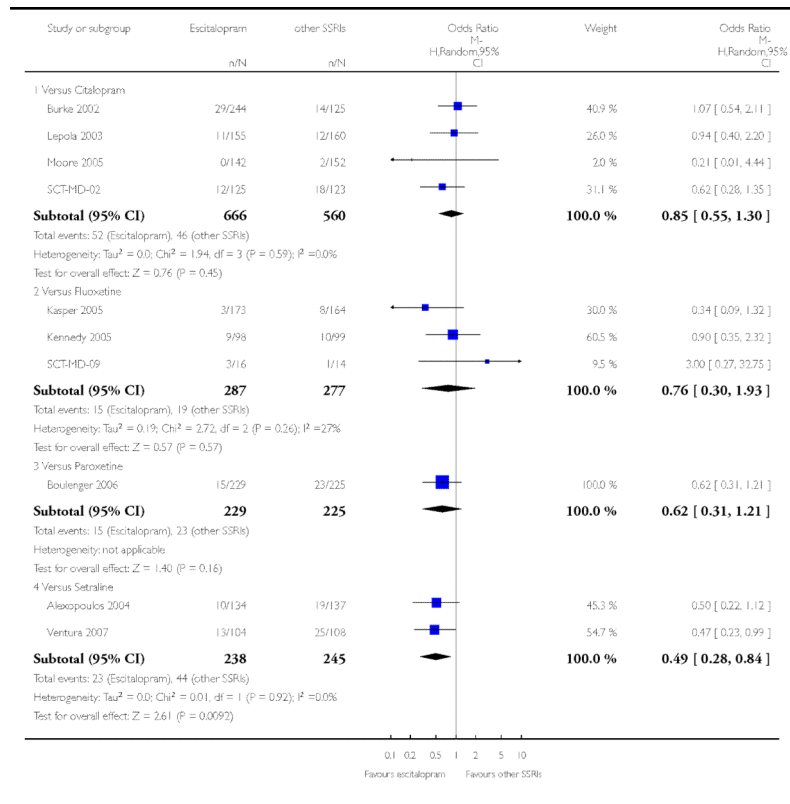 Study or subgroup Escitalopram other SSRIs Odds Ratio Weight Odds Ratio
M- M-
H,Random,95% H,Random,95%
n/N n/N CI CI
1 Versus Citalopram
Burke 2002 29/244 14/125 40.9 % 1.07 [ 0.54, 2.11 ]
Lepola 2003 11/155 12/160 26.0 % 0.94 [ 0.40, 2.20 ]
Moore 2005 0/142 2/152 2.0 % 0.21 [ 0.01, 4.44 ]
SCT-MD-02 12/125 18/123 31.1 % 0.62 [ 0.28, 1.35 ]
Subtotal (95% CI) 666 560 100.0 % 0.85 [ 0.55, 1.30 ]
Total events: 52 (Escitalopram), 46 (other SSRIs)
Heterogeneity: Tau² = 0.0; Chi² = 1.94, df = 3 (P = 0.59); I² =0.0%
Test for overall effect: Z = 0.76 (P = 0.45)
2 Versus Fluoxetine
Kasper 2005 3/173 8/164 30.0 % 0.34 [ 0.09, 1.32 ]
Kennedy 2005 9/98 10/99 60.5 % 0.90 [ 0.35, 2.32 ]
SCT-MD-09 3/16 1/14 9.5 % 3.00 [ 0.27, 32.75 ]
Subtotal (95% CI) 287 277 100.0 % 0.76 [ 0.30, 1.93 ]
Total events: 15 (Escitalopram), 19 (other SSRIs)
Heterogeneity: Tau² = 0.19; Chi² = 2.72, df = 2 (P = 0.26); I² =27%
Test for overall effect: Z = 0.57 (P = 0.57)
3 Versus Paroxetine
Boulenger 2006 15/229 23/225 100.0 % 0.62 [ 0.31, 1.21 ]
Subtotal (95% CI) 229 225 100.0 % 0.62 [ 0.31, 1.21 ]
Total events: 15 (Escitalopram), 23 (other SSRIs)
Heterogeneity: not applicable
Test for overall effect: Z = 1.40 (P = 0.16)
4 Versus Setraline
Alexopoulos 2004 10/134 19/137 45.3 % 0.50 [ 0.22, 1.12 ]
Ventura 2007 13/104 25/108 54.7 % 0.47 [ 0.23, 0.99 ]
Subtotal (95% CI) 238 245 100.0 % 0.49 [ 0.28, 0.84 ]
Total events: 23 (Escitalopram), 44 (other SSRIs)
Heterogeneity: Tau² = 0.0; Chi² = 0.01, df = 1 (P = 0.92); I² =0.0%
Test for overall effect: Z = 2.61 (P = 0.0092)
0.1 0.2 0.5 1 2 5 10
Favours escitalopram Favours other SSRIs